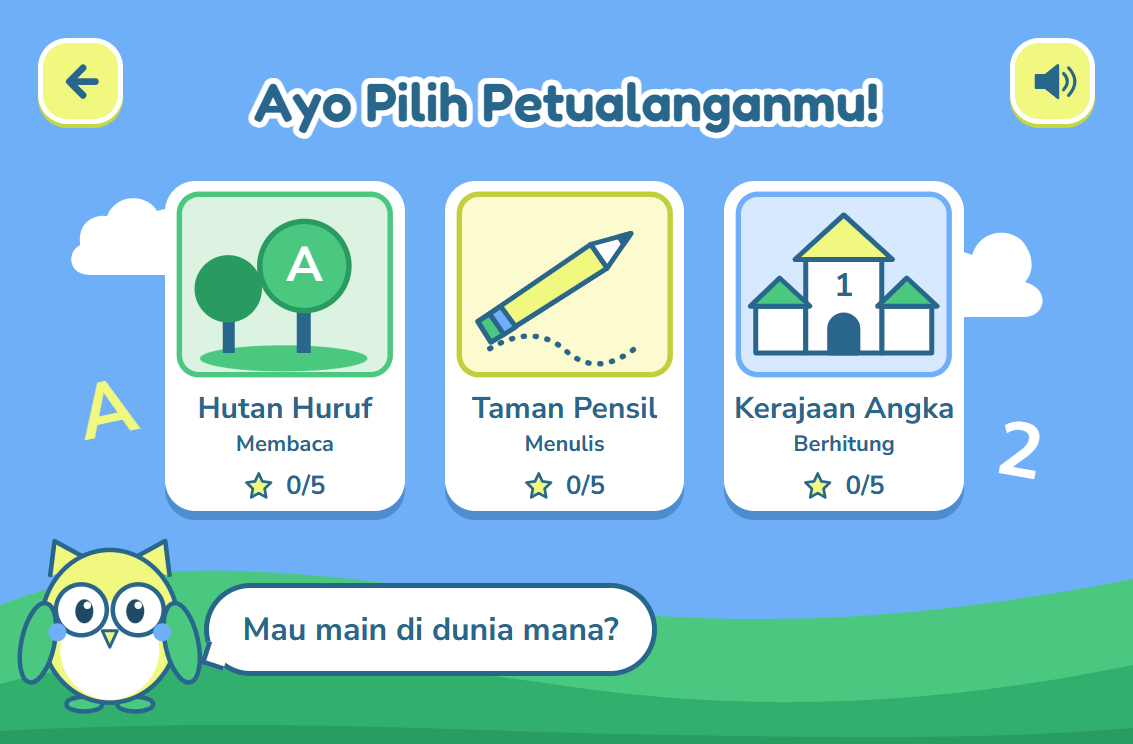 Ayo Pilih Petualanganmu!
A
1
Hutan Huruf
Taman Pensil
Kerajaan Angka
Membaca
Menulis
Berhitung
0/5
0/5
0/5
A
2
Mau main di dunia mana?